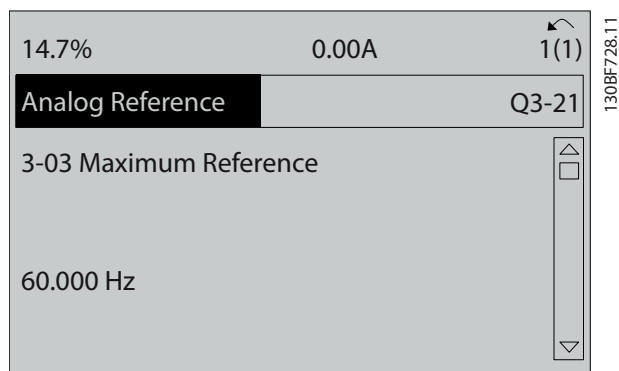 14.7% 0.00A 1(1)
Analog Reference Q3-21
3-03 Maximum Reference
60.000 Hz
130BF728.11